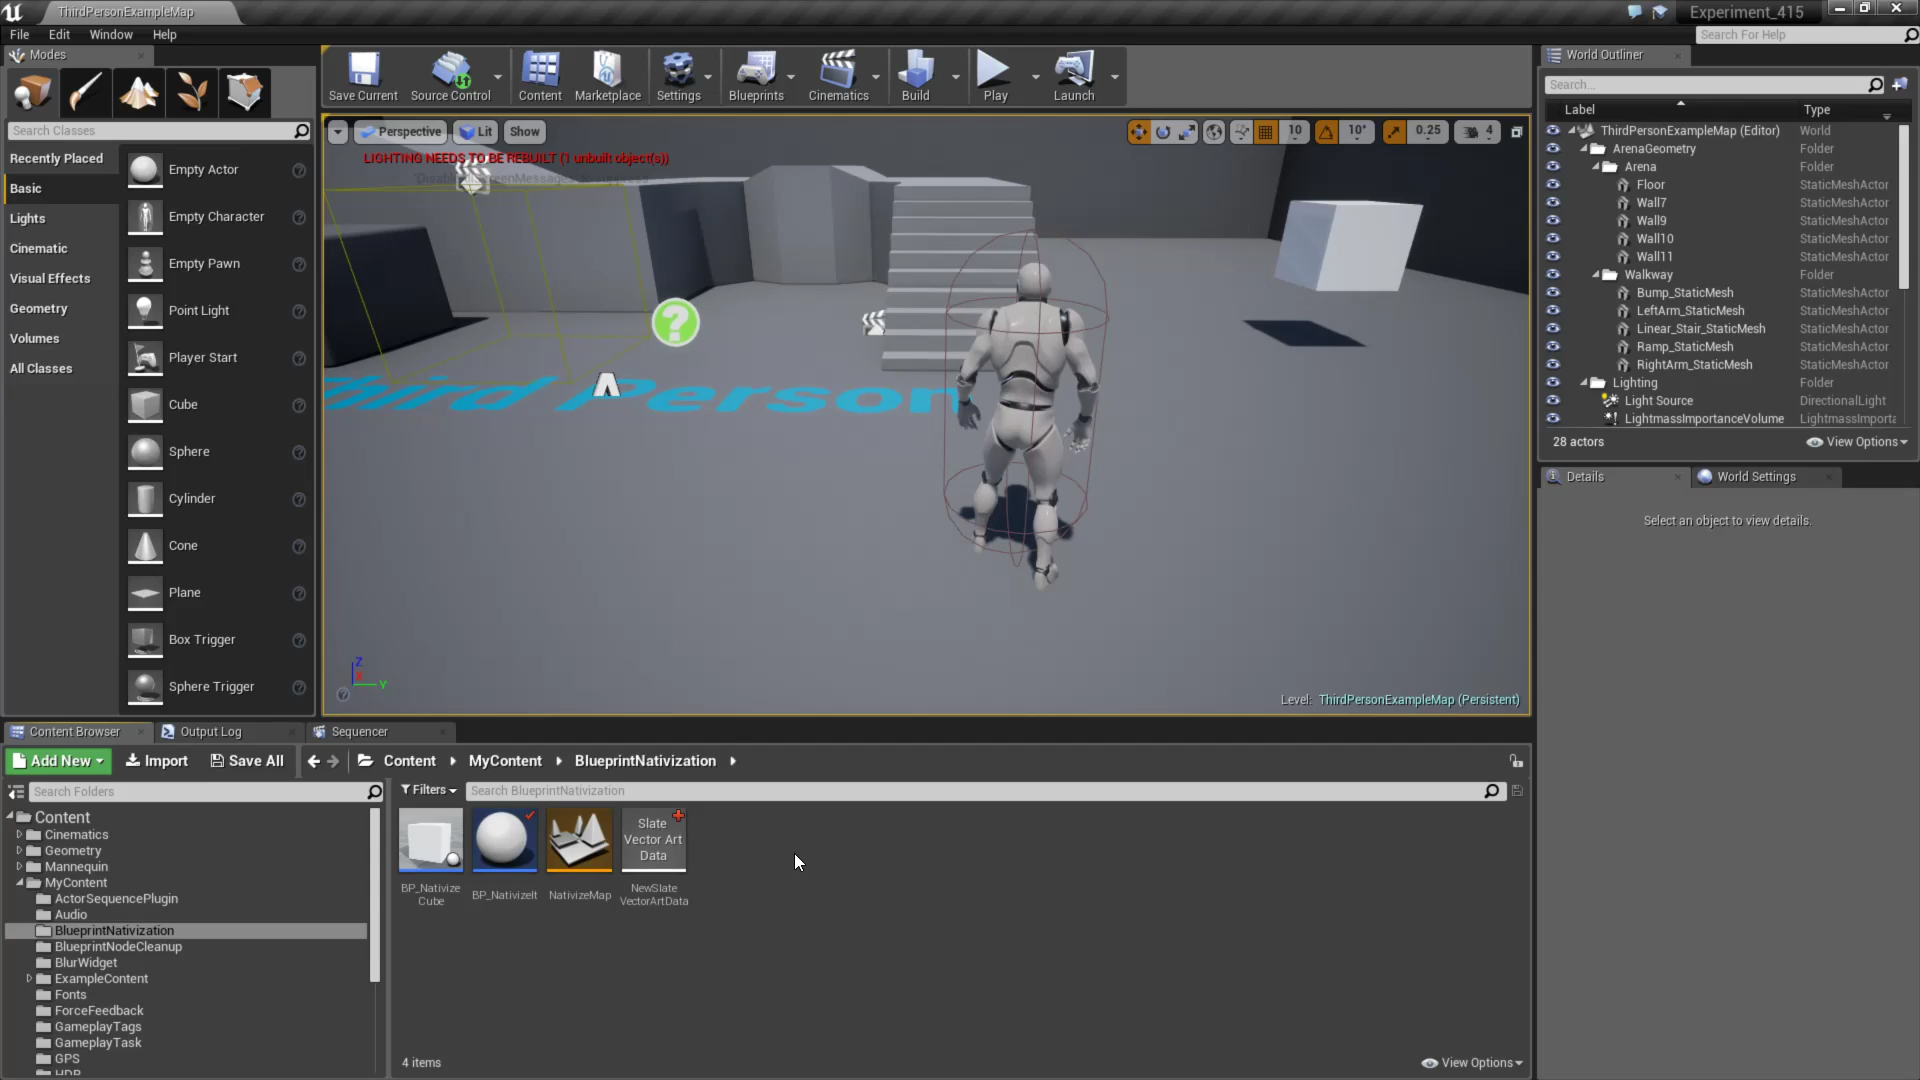 ThirdPersonExampleMap
Experiment_415
File Edit Window Help
Search For Help
Modes
Search Classes
Recently Placed
Basic
Lights
Cinematic
Visual Effects
Geometry
Volumes
All Classes
Empty Actor
Empty Character
Empty Pawn
Point Light
Player Start
Cube
Sphere
Cylinder
Cone
Plane
Box Trigger
Sphere Trigger
Save Current
Source Control
Content
Marketplace
Settings
Blueprints
Cinematics
Build
Play
Launch
Perspective
Lit
Show
10
10°
0.25
4
LIGHTING NEEDS TO BE REBUILT (1 unbuilt object(s))
Third Person
Z
X
Y
Level: ThirdPersonExampleMap (Persistent)
World Outliner
Search...
Label Type
ThirdPersonExampleMap (Editor) World
ArenaGeometry Folder
Arena Folder
Floor StaticMeshActor
Wall7 StaticMeshActor
Wall9 StaticMeshActor
Wall10 StaticMeshActor
Wall11 StaticMeshActor
Walkway Folder
Bump_StaticMesh StaticMeshActor
LeftArm_StaticMesh StaticMeshActor
Linear_Stair_StaticMesh StaticMeshActor
Ramp_StaticMesh StaticMeshActor
RightArm_StaticMesh StaticMeshActor
Lighting Folder
Light Source DirectionalLight
LightmassImportanceVolume LightmassImporta
28 actors
View Options
Details
World Settings
Select an object to view details.
Content Browser
Output Log
Sequencer
Add New
Import
Save All
Content
MyContent
BlueprintNativization
Search Folders
Filters
Search BlueprintNativization
Content
Cinematics
Geometry
Mannequin
MyContent
ActorSequencePlugin
Audio
BlueprintNativization
BlueprintNodeCleanup
BlurWidget
ExampleContent
Fonts
ForceFeedback
GameplayTags
GameplayTask
GPS
HDR
BP_Nativize
Cube
BP_NativizeIt
NativizeMap
Slate
Vector Art
Data
NewSlate
VectorArtData
4 items
View Options